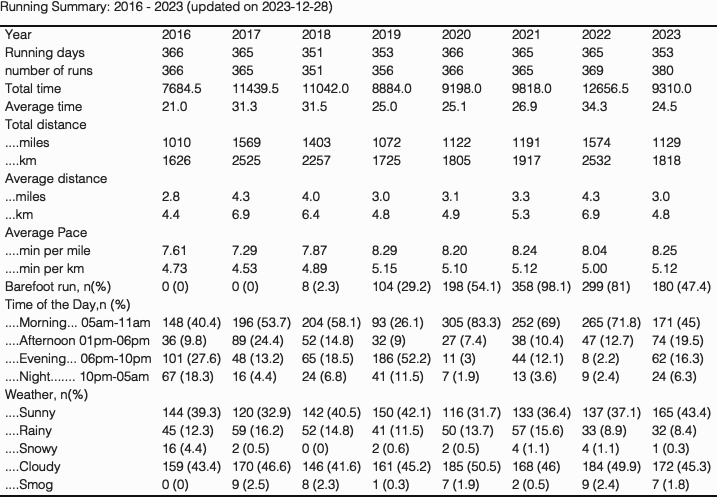 Running Summary: 2016 - 2023 (updated on 2023-12-28)
Year 2016 2017 2018 2019 2020 2021 2022 2023
Running days 366 365 351 353 366 365 365 353
number of runs 366 365 351 356 366 365 369 380
Total time 7684.5 11439.5 11042.0 8884.0 9198.0 9818.0 12656.5 9310.0
Average time 21.0 31.3 31.5 25.0 25.1 26.9 34.3 24.5
Total distance
....miles 1010 1569 1403 1072 1122 1191 1574 1129
....km 1626 2525 2257 1725 1805 1917 2532 1818
Average distance
...miles 2.8 4.3 4.0 3.0 3.1 3.3 4.3 3.0
...km 4.4 6.9 6.4 4.8 4.9 5.3 6.9 4.8
Average Pace
....min per mile 7.61 7.29 7.87 8.29 8.20 8.24 8.04 8.25
....min per km 4.73 4.53 4.89 5.15 5.10 5.12 5.00 5.12
Barefoot run, n(%) 0 (0) 0 (0) 8 (2.3) 104 (29.2) 198 (54.1) 358 (98.1) 299 (81) 180 (47.4)
Time of the Day,n (%)
....Morning... 05am-11am 148 (40.4) 196 (53.7) 204 (58.1) 93 (26.1) 305 (83.3) 252 (69) 265 (71.8) 171 (45)
....Afternoon 01pm-06pm 36 (9.8) 89 (24.4) 52 (14.8) 32 (9) 27 (7.4) 38 (10.4) 47 (12.7) 74 (19.5)
....Evening... 06pm-10pm 101 (27.6) 48 (13.2) 65 (18.5) 186 (52.2) 11 (3) 44 (12.1) 8 (2.2) 62 (16.3)
....Night....... 10pm-05am 67 (18.3) 16 (4.4) 24 (6.8) 41 (11.5) 7 (1.9) 13 (3.6) 9 (2.4) 24 (6.3)
Weather, n(%)
....Sunny 144 (39.3) 120 (32.9) 142 (40.5) 150 (42.1) 116 (31.7) 133 (36.4) 137 (37.1) 165 (43.4)
....Rainy 45 (12.3) 59 (16.2) 52 (14.8) 41 (11.5) 50 (13.7) 57 (15.6) 33 (8.9) 32 (8.4)
....Snowy 16 (4.4) 2 (0.5) 0 (0) 2 (0.6) 2 (0.5) 4 (1.1) 4 (1.1) 1 (0.3)
....Cloudy 159 (43.4) 170 (46.6) 146 (41.6) 161 (45.2) 185 (50.5) 168 (46) 184 (49.9) 172 (45.3)
....Smog 0 (0) 9 (2.5) 8 (2.3) 1 (0.3) 7 (1.9) 2 (0.5) 9 (2.4) 7 (1.8)